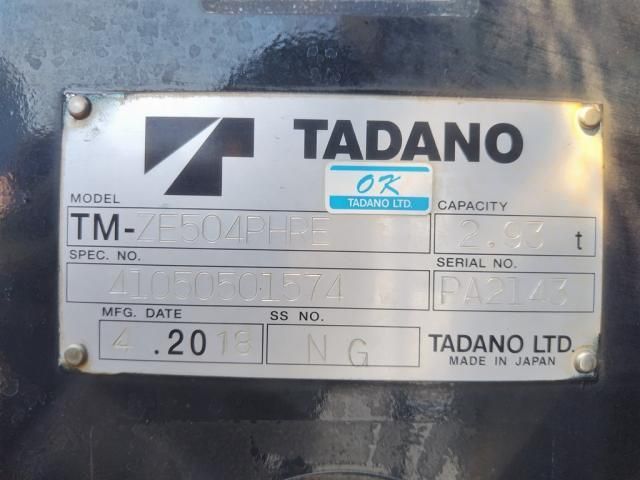 TADANO
OK
TADANO LTD.
MODEL
TM-ZE504PHRE
CAPACITY
2.93 t
SPEC. NO.
41050501574
SERIAL NO.
PA2143
MFG. DATE
4 .2018
SS NO.
NG
TADANO LTD.
MADE IN JAPAN